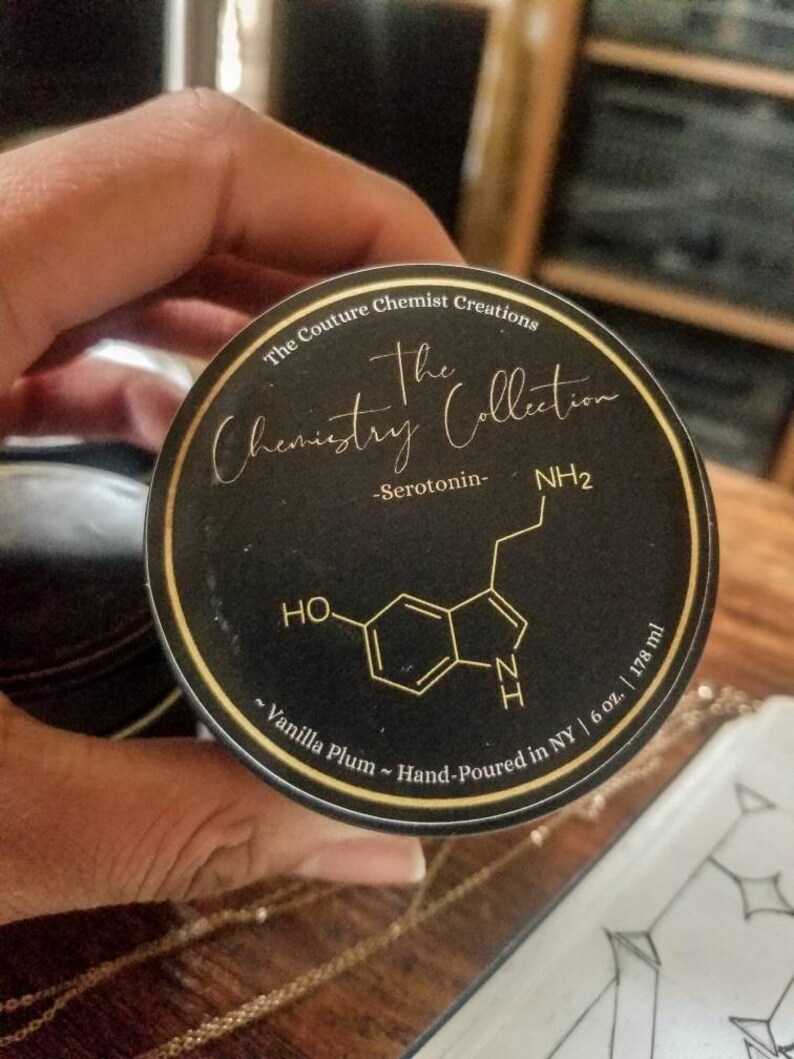 The Couture Chemist Creations
The
Chemistry Collection
-Serotonin-
NH2
HO
N
H
~ Vanilla Plum ~ Hand-Poured in NY | 6 oz. | 178 ml